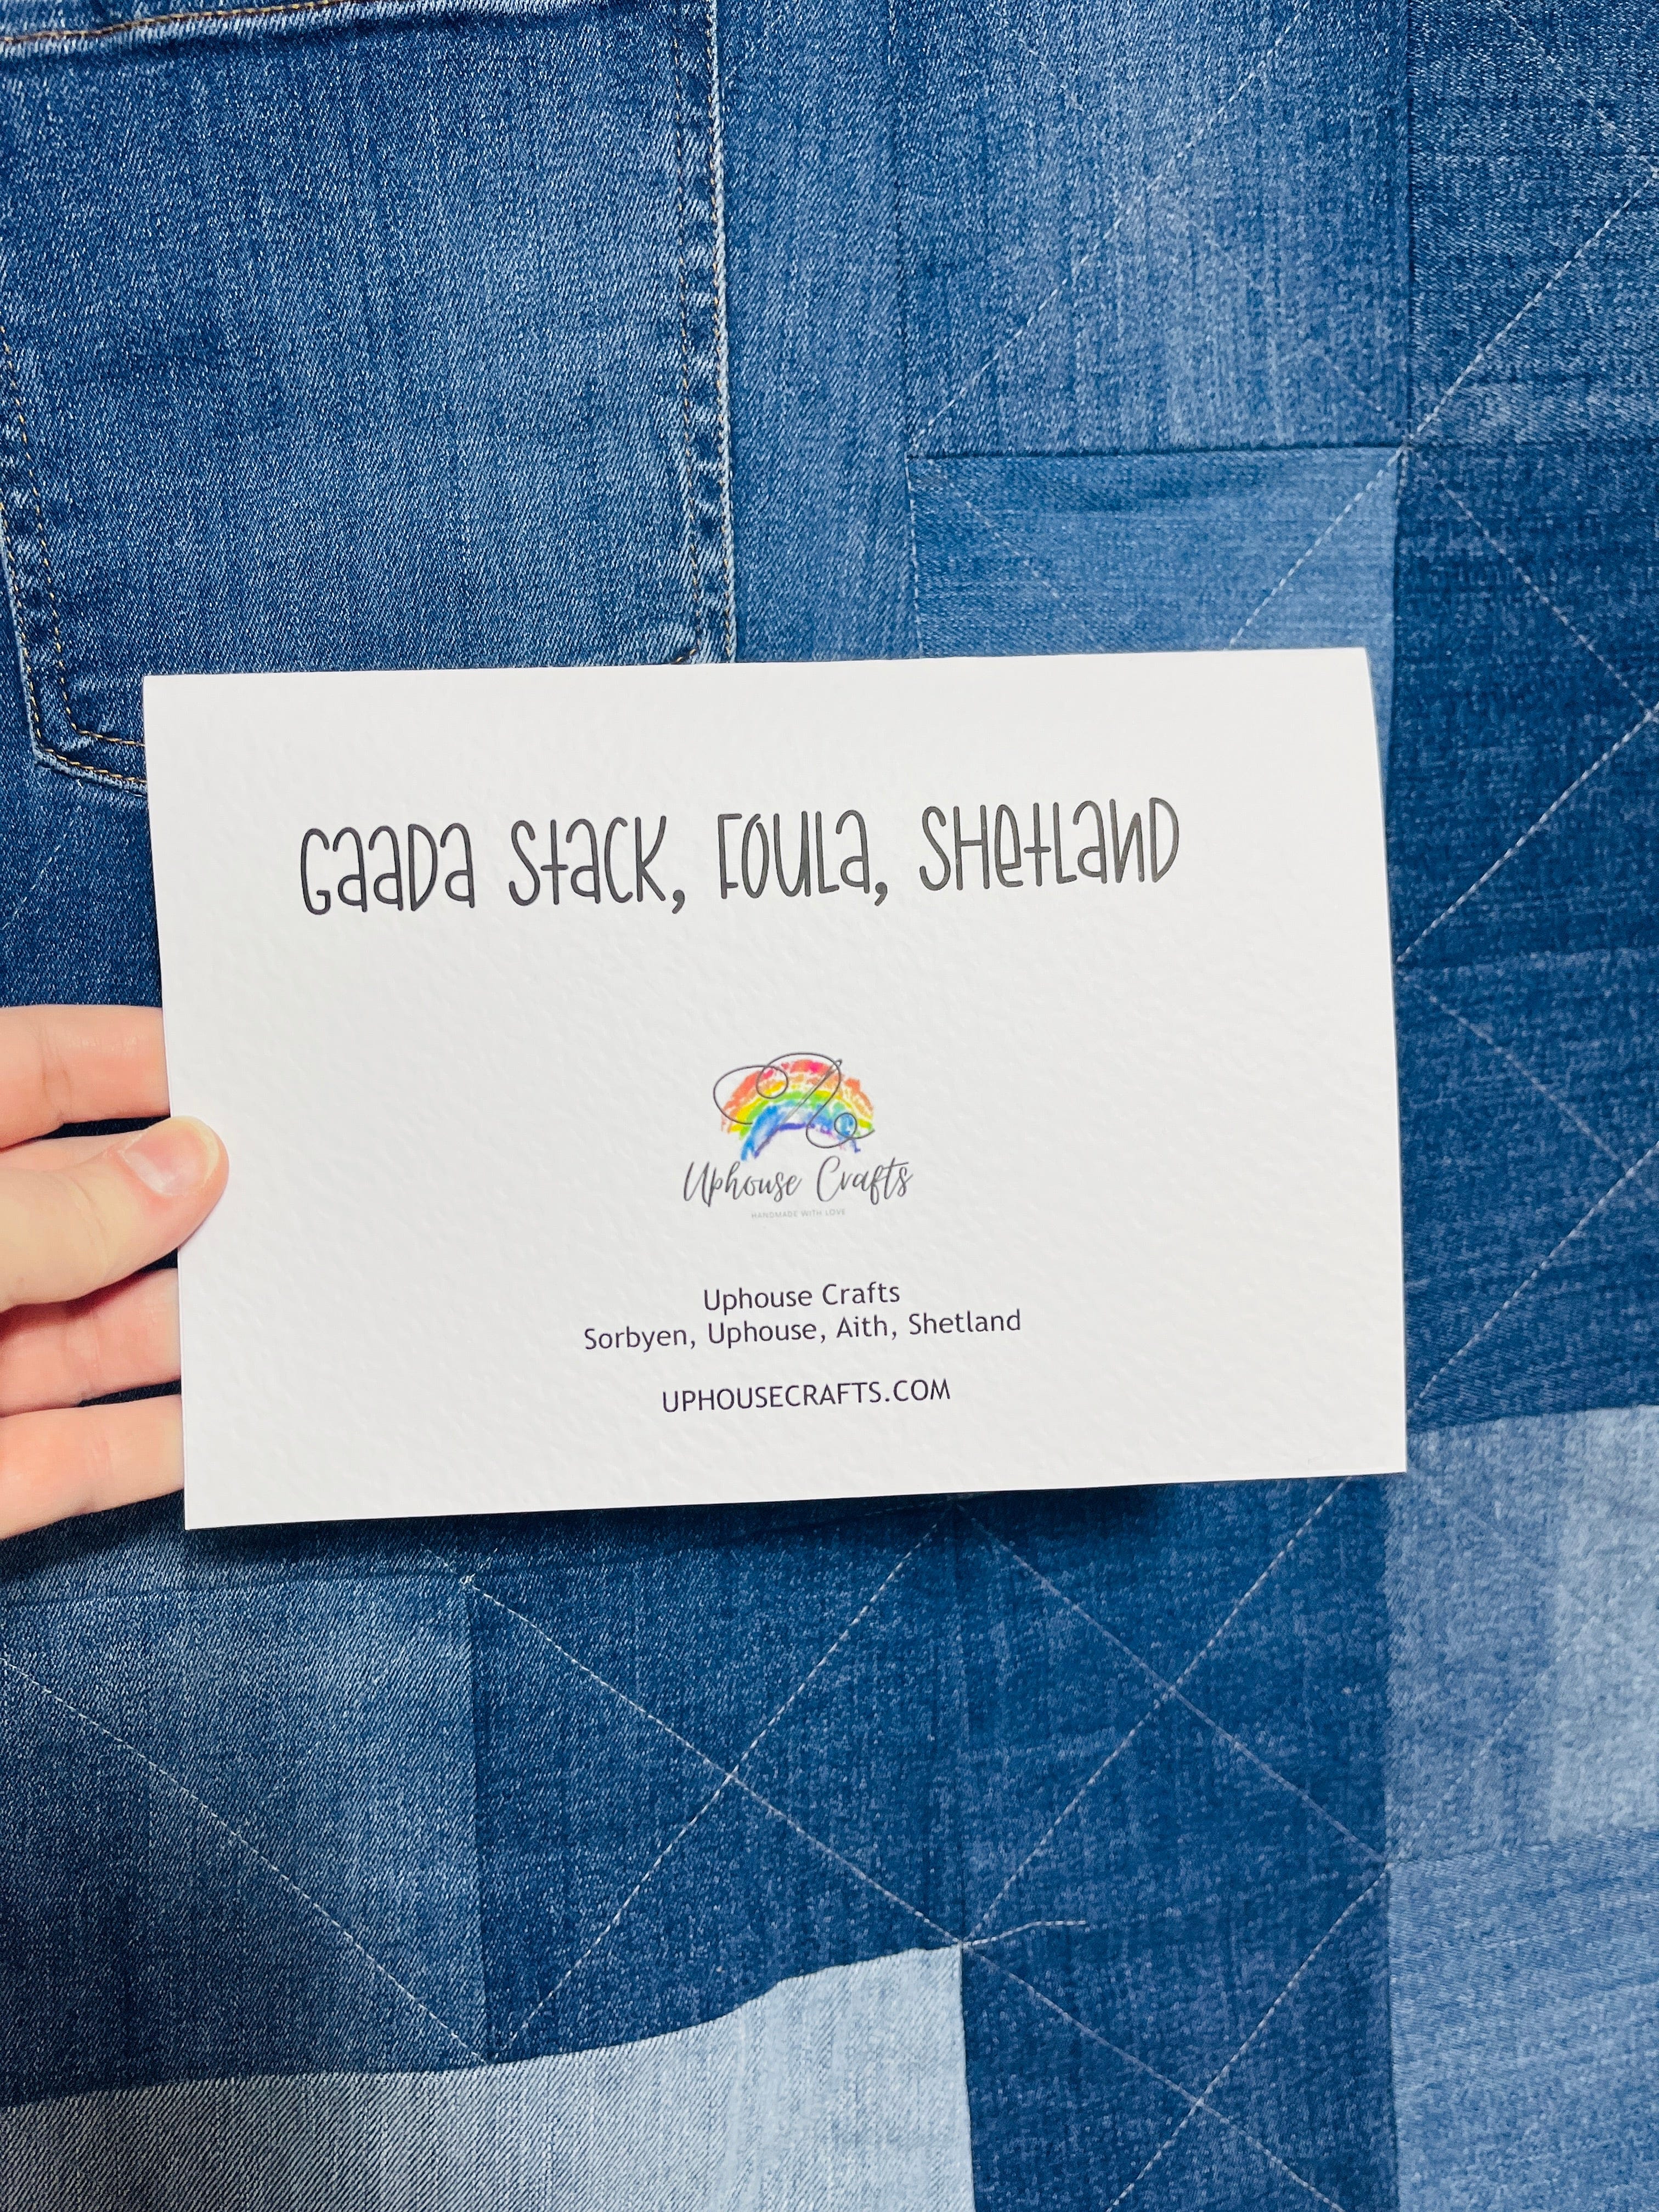 Gaada Stack, Foula, Shetland
Uphouse Crafts
HANDMADE WITH LOVE
Uphouse Crafts
Sorbyen, Uphouse, Aith, Shetland
UPHOUSECRAFTS.COM